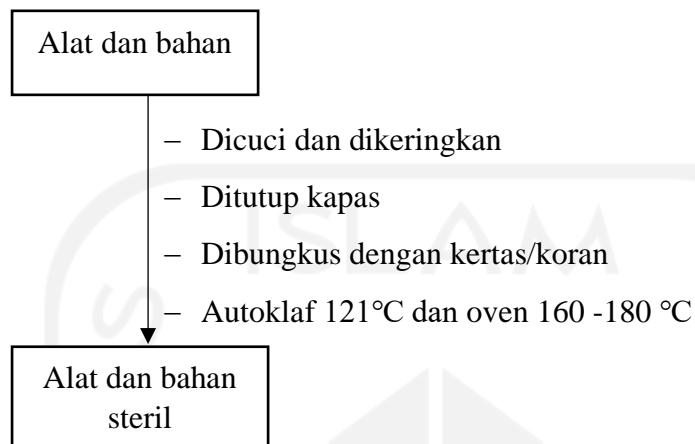 Alat dan bahan
– Dicuci dan dikeringkan
– Ditutup kapas
– Dibungkus dengan kertas/koran
– Autoklaf 121℃ dan oven 160 -180 ℃
Alat dan bahan
steril
ISLAM
S